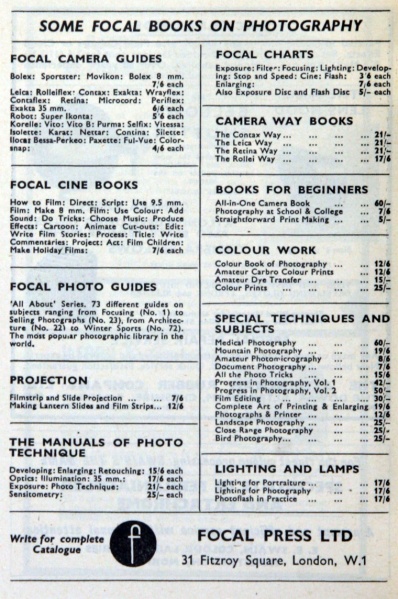 SOME FOCAL BOOKS ON PHOTOGRAPHY
FOCAL CAMERA GUIDES
Bolex: Sportster: Movikon: Bolex 8 mm.
7/6 each
Leica: Rolleiflex: Contax: Exakta: Wrayflex:
Contaflex: Retina: Microcord: Periflex:
Exakta 35 mm. 6/6 each
Robot: Super Ikonta: 5/6 each
Korelle: Vito: Vito B: Purma: Selfix: Vitessa:
Isolette: Karat: Nettar: Contina: Silette:
Iloca: Bessa-Perkeo: Paxette: Ful-Vue: Color-
snap: 4/6 each
FOCAL CINE BOOKS
How to Film: Direct: Script: Use 9.5 mm.
Film: Make 8 mm. Film: Use Colour: Add
Sound: Do Tricks: Choose Music: Produce
Effects: Cartoon: Animate Cut-outs: Edit:
Write Film Stories: Process: Title: Write
Commentaries: Project: Act: Film Children:
Make Holiday Films: 7/6 each
FOCAL PHOTO GUIDES
'All About' Series. 73 different guides on
subjects ranging from Focusing (No. 1) to
Selling Photographs (No. 23), from Architec-
ture (No. 22) to Winter Sports (No. 72).
The most popular photographic library in the
world.
PROJECTION
Filmstrip and Slide Projection ... 7/6
Making Lantern Slides and Film Strips... 12/6
THE MANUALS OF PHOTO
TECHNIQUE
Developing: Enlarging: Retouching: 15/6 each
Optics: Illumination: 35 mm.: 17/6 each
Exposure: Photo Technique: 21/– each
Sensitometry: 25/– each
FOCAL CHARTS
Exposure: Filter: Focusing: Lighting: Develop-
ing: Stop and Speed: Cine: Flash: 3/6 each
Enlarging: 7/6 each
Also Exposure Disc and Flash Disc 5/– each
CAMERA WAY BOOKS
The Contax Way ... ... ... ... 21/–
The Leica Way ... ... ... ... 21/–
The Retina Way ... ... ... ... 21/–
The Rollei Way ... ... ... ... 17/6
BOOKS FOR BEGINNERS
All-in-One Camera Book ... ... 60/–
Photography at School & College ... 7/6
Straightforward Print Making ... ... 5/–
COLOUR WORK
Colour Book of Photography ... ... 12/6
Amateur Carbro Colour Prints ... 12/6
Amateur Dye Transfer ... ... ... 15/–
Colour Prints ... ... ... ... 25/–
SPECIAL TECHNIQUES AND
SUBJECTS
Medical Photography ... ... ... 60/–
Mountain Photography ... ... ... 19/6
Amateur Photomicrography ... ... 8/6
Document Photography ... ... ... 7/6
All the Photo Tricks ... ... ... 15/6
Progress in Photography, Vol. 1 ... 42/–
Progress in Photography, Vol. 2 ... 50/–
Film Editing ... ... ... ... 30/–
Complete Art of Printing & Enlarging 19/6
Photographs & Printer ... ... ... 12/6
Landscape Photography ... ... ... 25/–
Close Range Photography ... ... 25/–
Bird Photography... ... ... ... 25/–
LIGHTING AND LAMPS
Lighting for Portraiture ... ... ... 17/6
Lighting for Photography ... ... ... 17/6
Photoflash in Practice ... ... ... 17/6
Write for complete
Catalogue
f
FOCAL PRESS LTD
31 Fitzroy Square, London, W.1